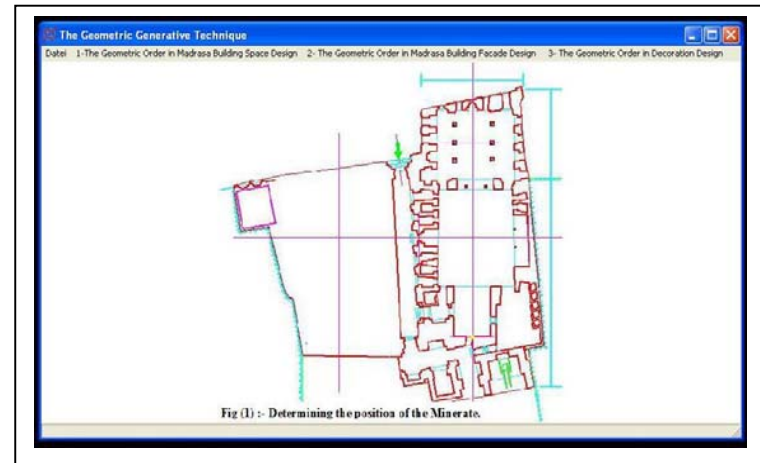 The Geometric Generative Technique
Datei 1-The Geometric Order in Madrasa Building Space Design 2- The Geometric Order in Madrasa Building Facade Design 3- The Geometric Order in Decoration Design
Fig (1) :- Determining the position of the Minerate.